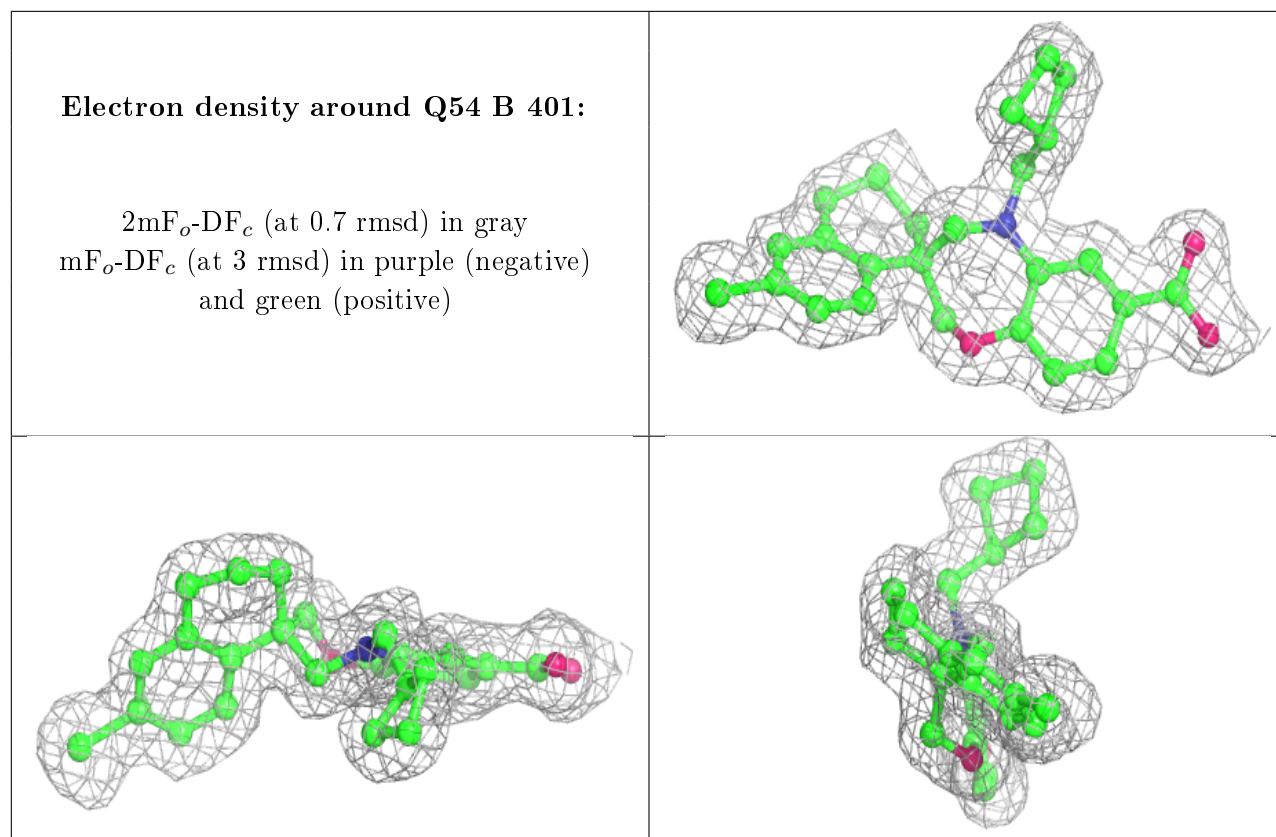 Electron density around Q54 B 401:
2mFₒ-DF𝒸 (at 0.7 rmsd) in gray
mFₒ-DF𝒸 (at 3 rmsd) in purple (negative)
and green (positive)